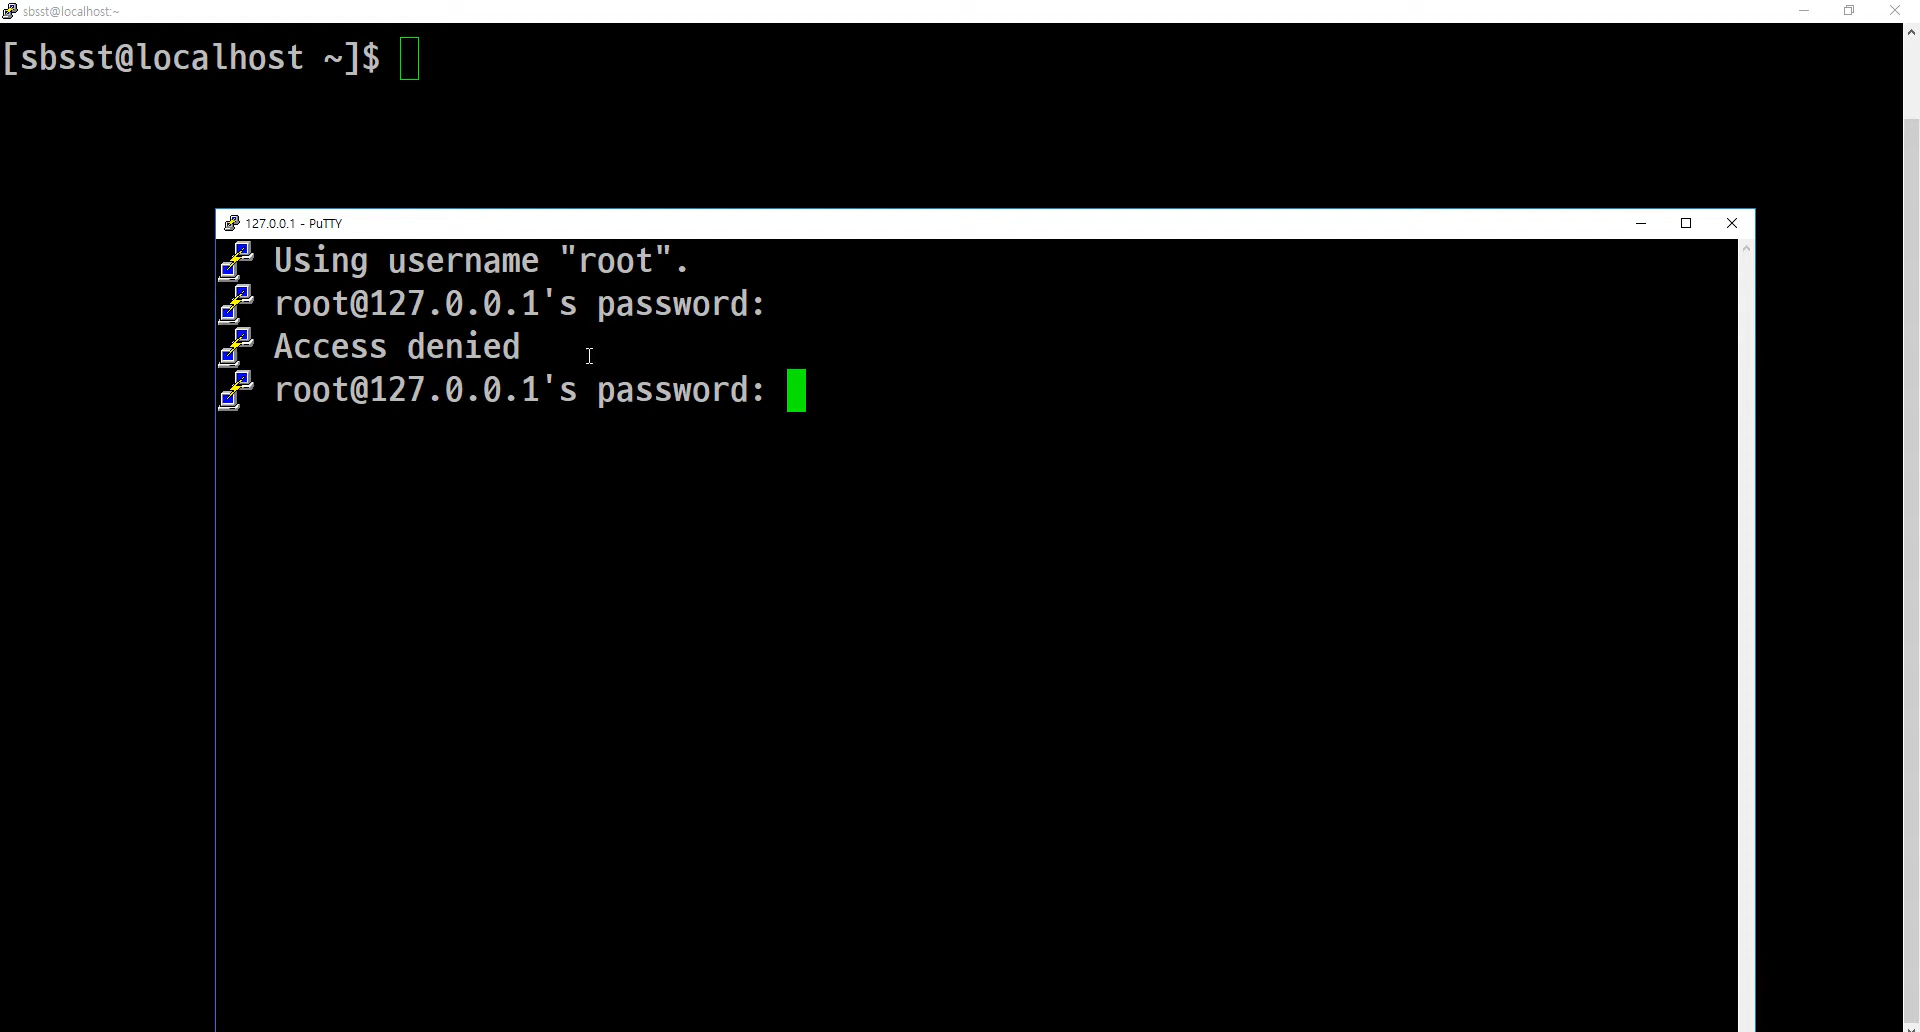 sbsst@localhost:~
[sbsst@localhost ~]$
127.0.0.1 - PuTTY
Using username "root".
root@127.0.0.1's password:
Access denied
root@127.0.0.1's password: